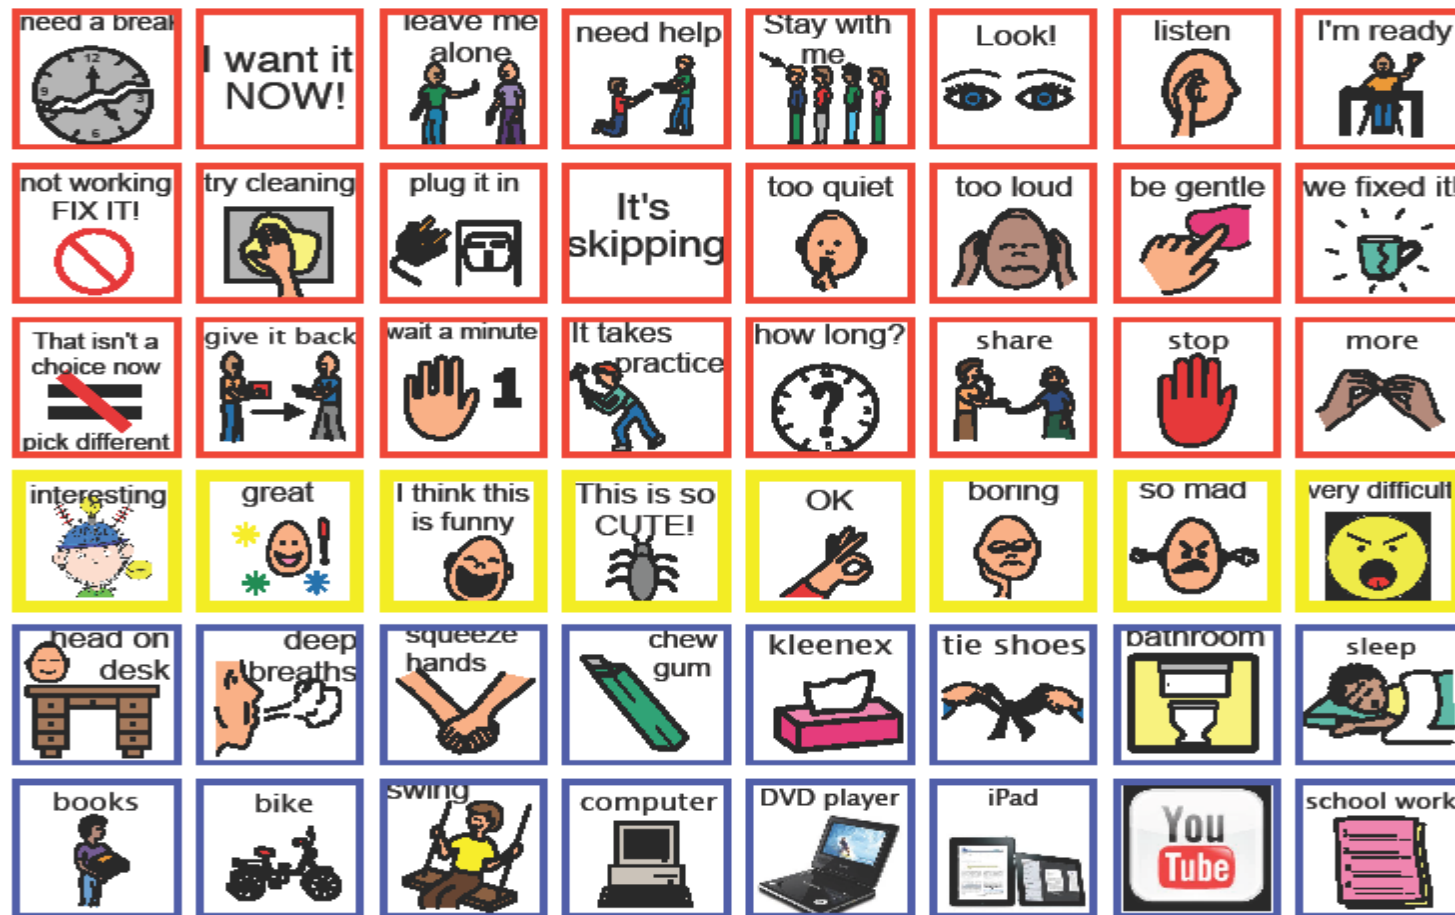 need a break
I want it
NOW!
leave me
alone
need help
Stay with
me
Look!
listen
I'm ready
not working
FIX IT!
try cleaning
plug it in
It's
skipping
too quiet
too loud
be gentle
we fixed it!
That isn't a
choice now
pick different
give it back
wait a minute
1
It takes
practice
how long?
share
stop
more
interesting
great
I think this
is funny
This is so
CUTE!
OK
boring
so mad
very difficult
head on
desk
deep
breaths
squeeze
hands
chew
gum
kleenex
tie shoes
bathroom
sleep
books
bike
swing
computer
DVD player
iPad
You
Tube
school work